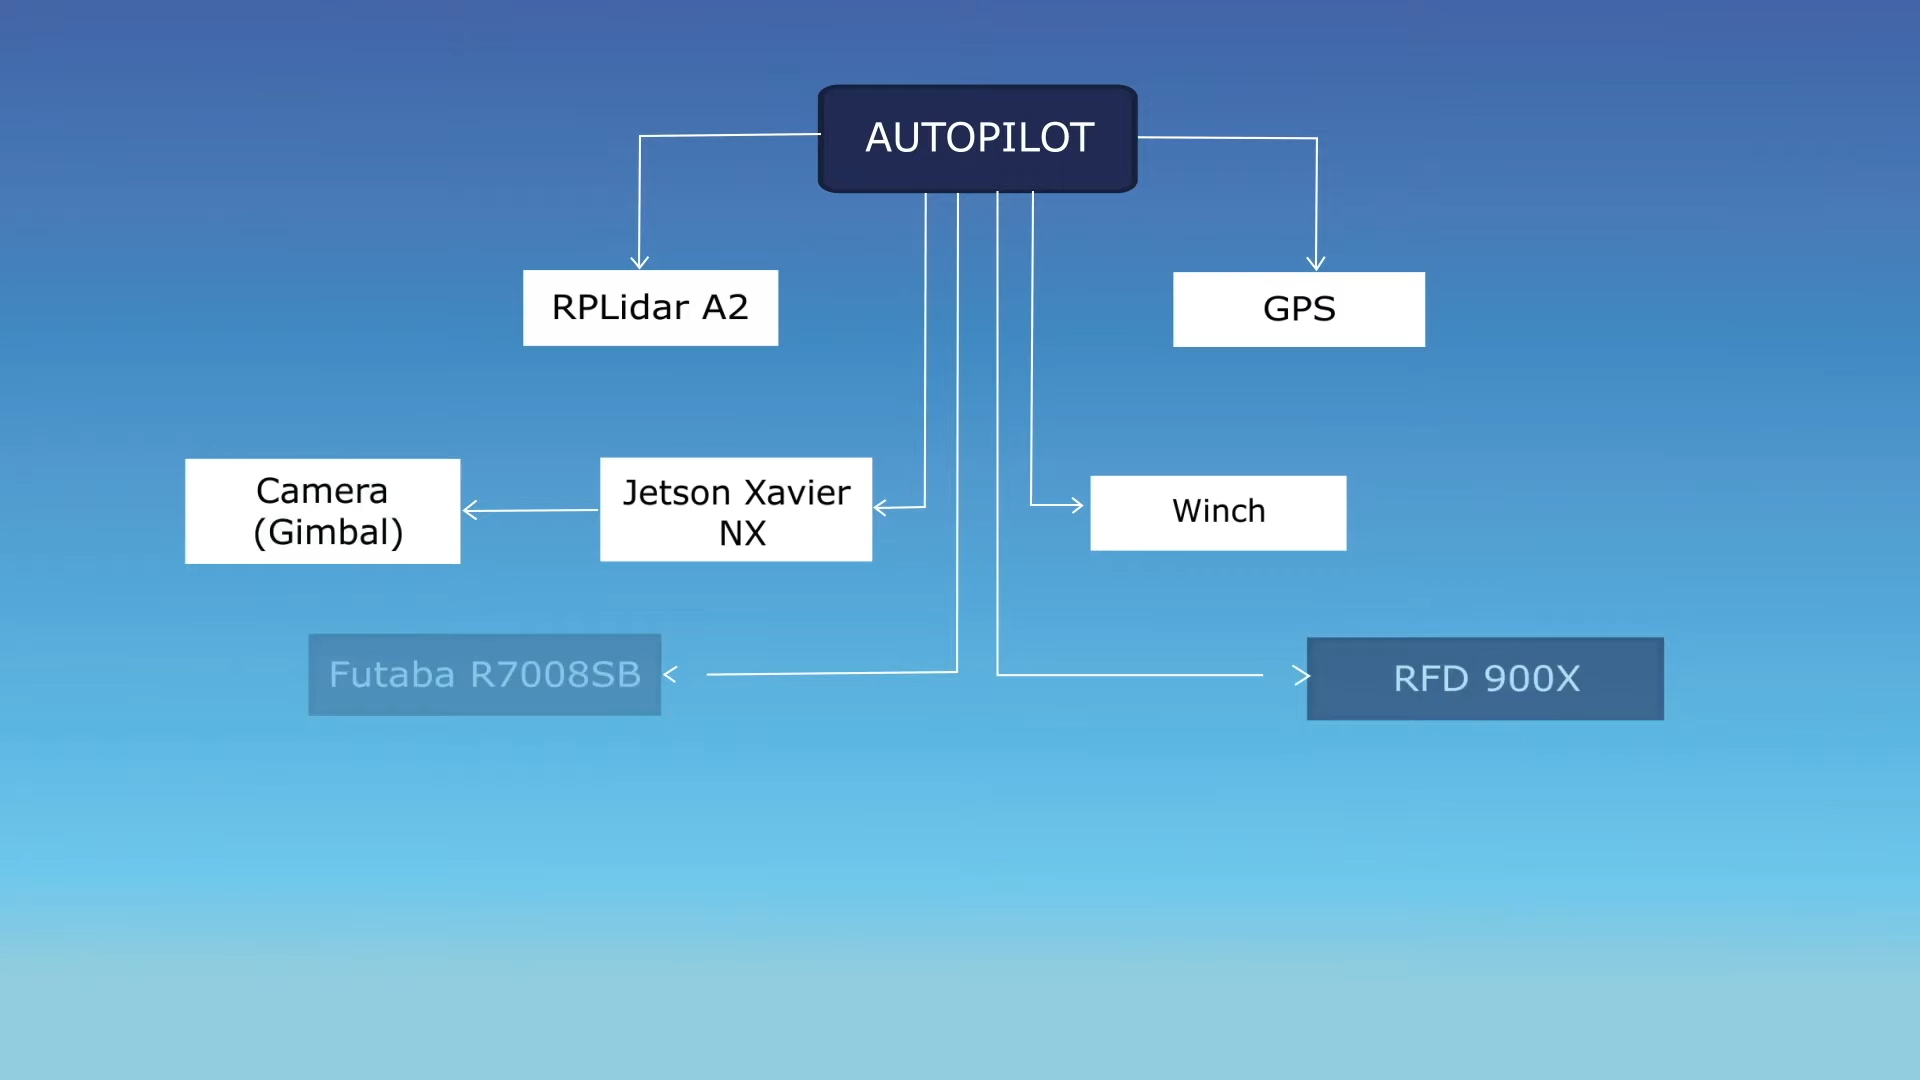 AUTOPILOT
RPLidar A2
GPS
Camera
(Gimbal)
Jetson Xavier
NX
Winch
Futaba R7008SB
RFD 900X